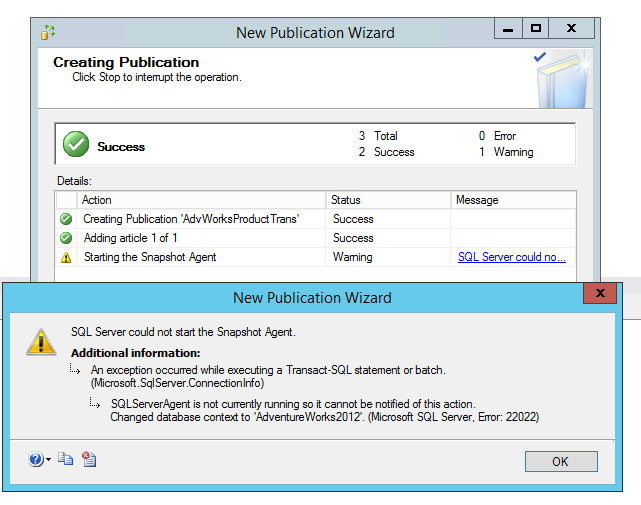 New Publication Wizard
Creating Publication
Click Stop to interrupt the operation.
Success
3 Total
0 Error
2 Success
1 Warning
Details:
Action Status Message
Creating Publication 'AdvWorksProductTrans' Success
Adding article 1 of 1 Success
Starting the Snapshot Agent Warning SQL Server could no...
New Publication Wizard
SQL Server could not start the Snapshot Agent.
Additional information:
An exception occurred while executing a Transact-SQL statement or batch.
(Microsoft.SqlServer.ConnectionInfo)
SQLServerAgent is not currently running so it cannot be notified of this action.
Changed database context to 'AdventureWorks2012'. (Microsoft SQL Server, Error: 22022)
OK